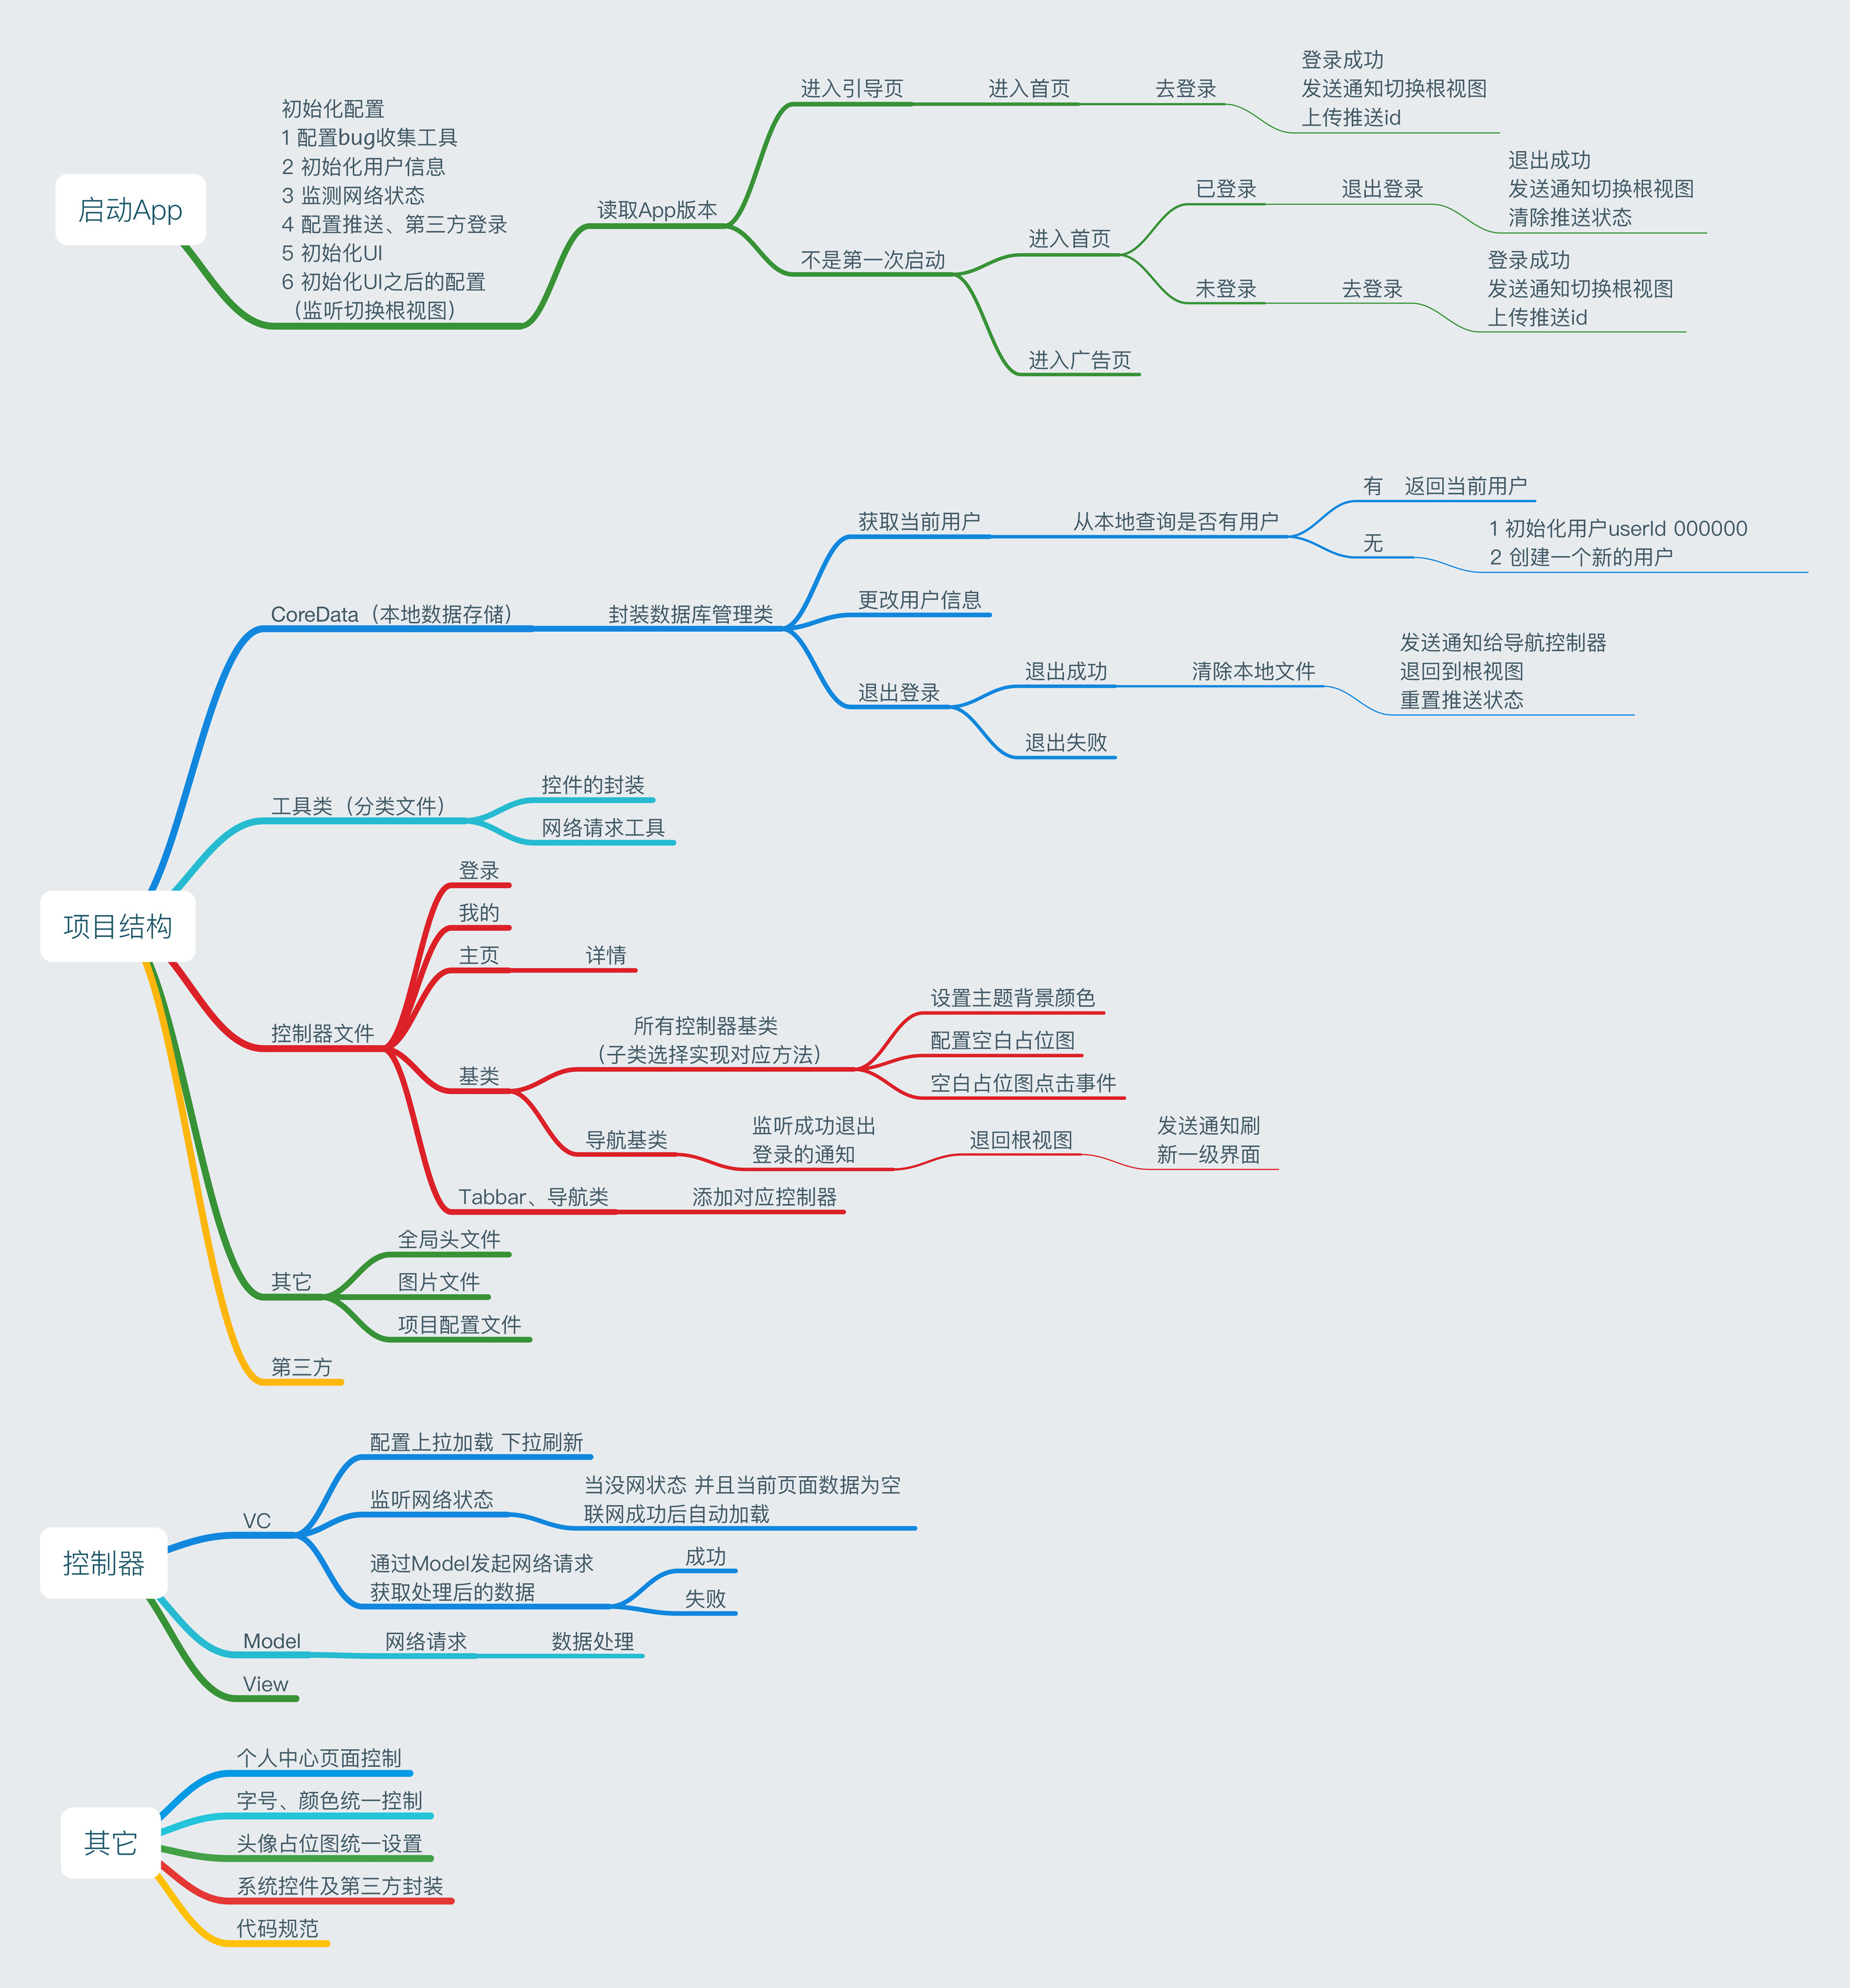 启动App
初始化配置
1 配置bug收集工具
2 初始化用户信息
3 监测网络状态
4 配置推送、第三方登录
5 初始化UI
6 初始化UI之后的配置
（监听切换根视图）
读取App版本
进入引导页
进入首页
去登录
登录成功
发送通知切换根视图
上传推送id
不是第一次启动
进入首页
已登录
退出登录
退出成功
发送通知切换根视图
清除推送状态
未登录
去登录
登录成功
发送通知切换根视图
上传推送id
进入广告页
项目结构
CoreData（本地数据存储）
封装数据库管理类
获取当前用户
从本地查询是否有用户
有
返回当前用户
无
1 初始化用户userId 000000
2 创建一个新的用户
更改用户信息
退出登录
退出成功
清除本地文件
发送通知给导航控制器
退回到根视图
重置推送状态
退出失败
工具类（分类文件）
控件的封装
网络请求工具
控制器文件
登录
我的
主页
详情
基类
所有控制器基类
（子类选择实现对应方法）
设置主题背景颜色
配置空白占位图
空白占位图点击事件
导航基类
监听成功退出
登录的通知
退回根视图
发送通知刷
新一级界面
Tabbar、导航类
添加对应控制器
其它
全局头文件
图片文件
项目配置文件
第三方
控制器
VC
配置上拉加载 下拉刷新
监听网络状态
当没网状态 并且当前页面数据为空
联网成功后自动加载
通过Model发起网络请求
获取处理后的数据
成功
失败
Model
网络请求
数据处理
View
其它
个人中心页面控制
字号、颜色统一控制
头像占位图统一设置
系统控件及第三方封装
代码规范